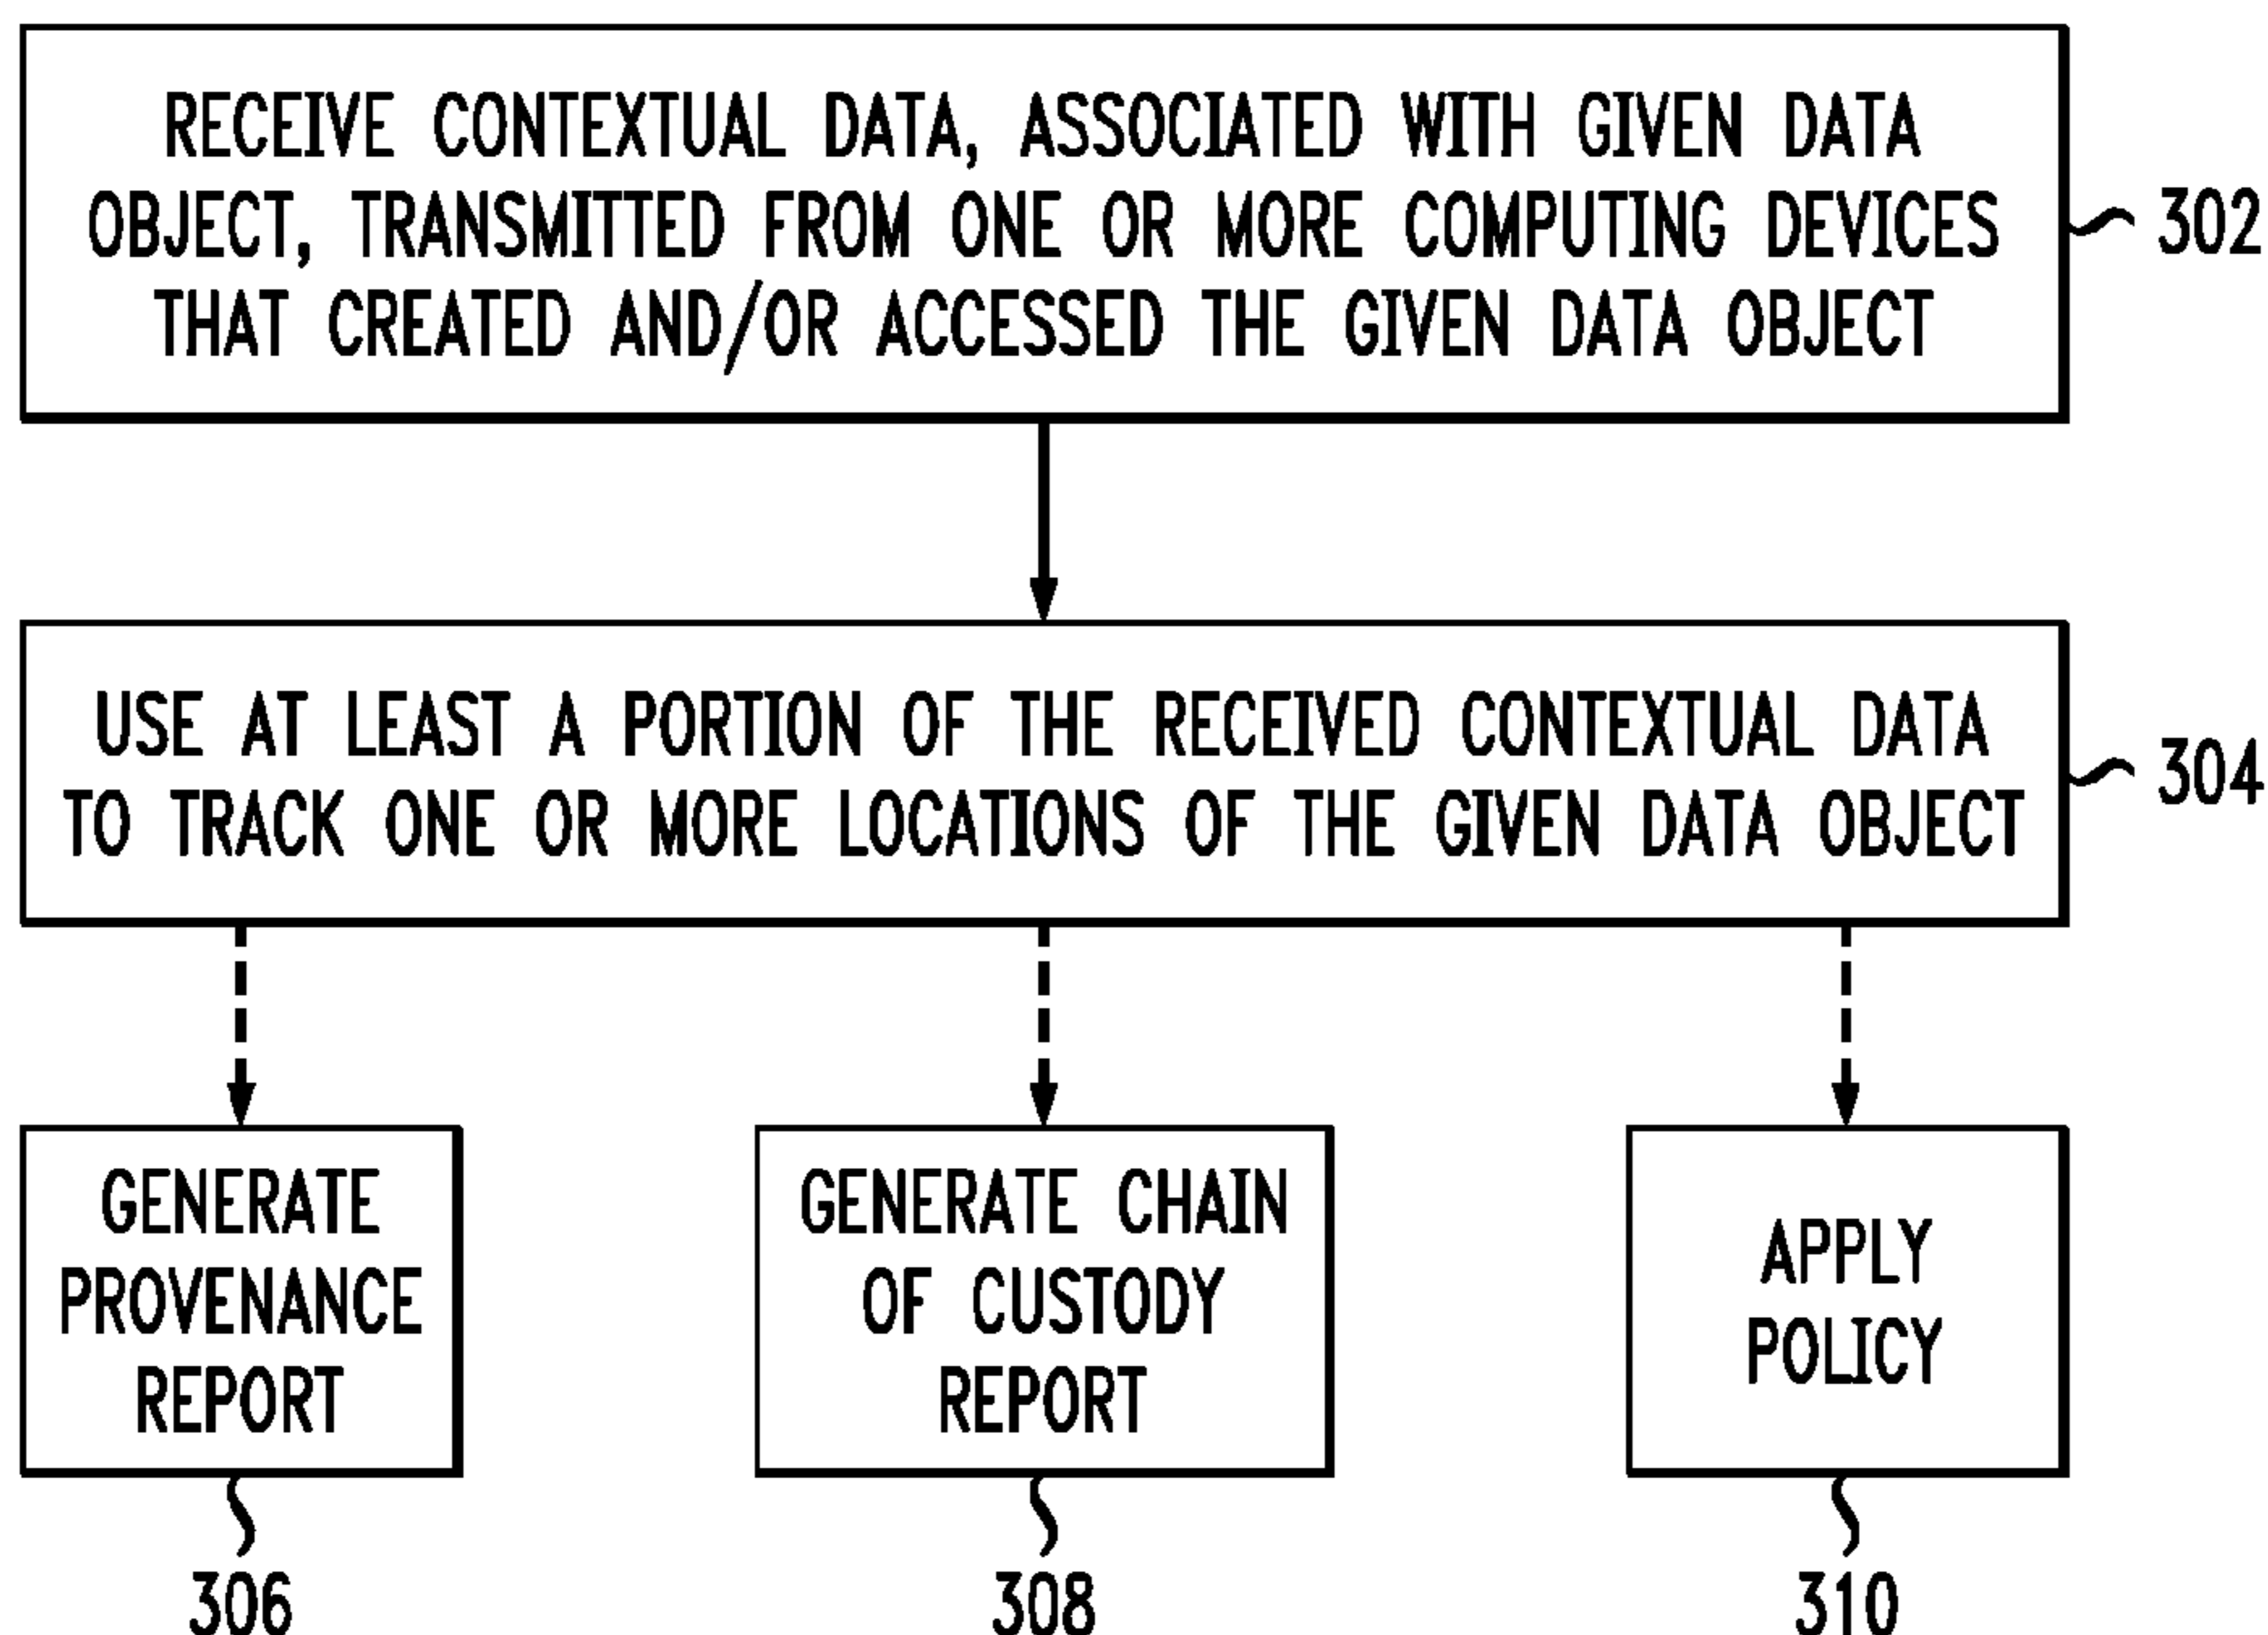 RECEIVE CONTEXTUAL DATA, ASSOCIATED WITH GIVEN DATA
OBJECT, TRANSMITTED FROM ONE OR MORE COMPUTING DEVICES
THAT CREATED AND/OR ACCESSED THE GIVEN DATA OBJECT
302
USE AT LEAST A PORTION OF THE RECEIVED CONTEXTUAL DATA
TO TRACK ONE OR MORE LOCATIONS OF THE GIVEN DATA OBJECT
304
GENERATE
PROVENANCE
REPORT
306
GENERATE CHAIN
OF CUSTODY
REPORT
308
APPLY
POLICY
310